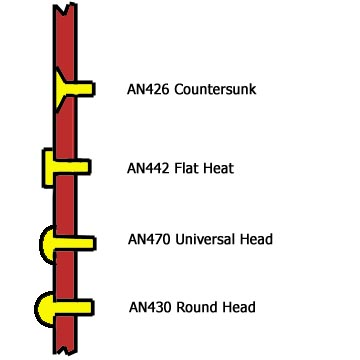 AN426 Countersunk
AN442 Flat Heat
AN470 Universal Head
AN430 Round Head